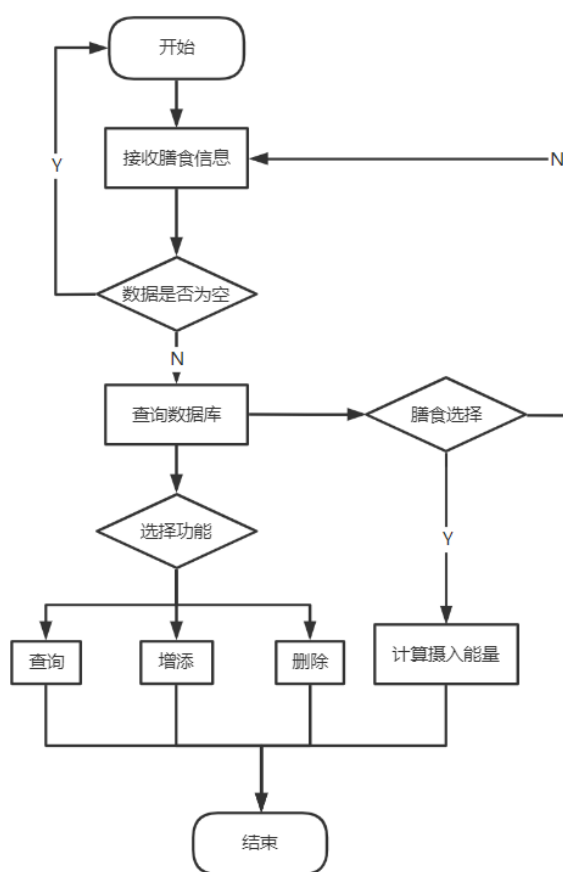 开始
接收膳食信息
N
Y
数据是否为空
N
查询数据库
膳食选择
选择功能
Y
查询
增添
删除
计算摄入能量
结束